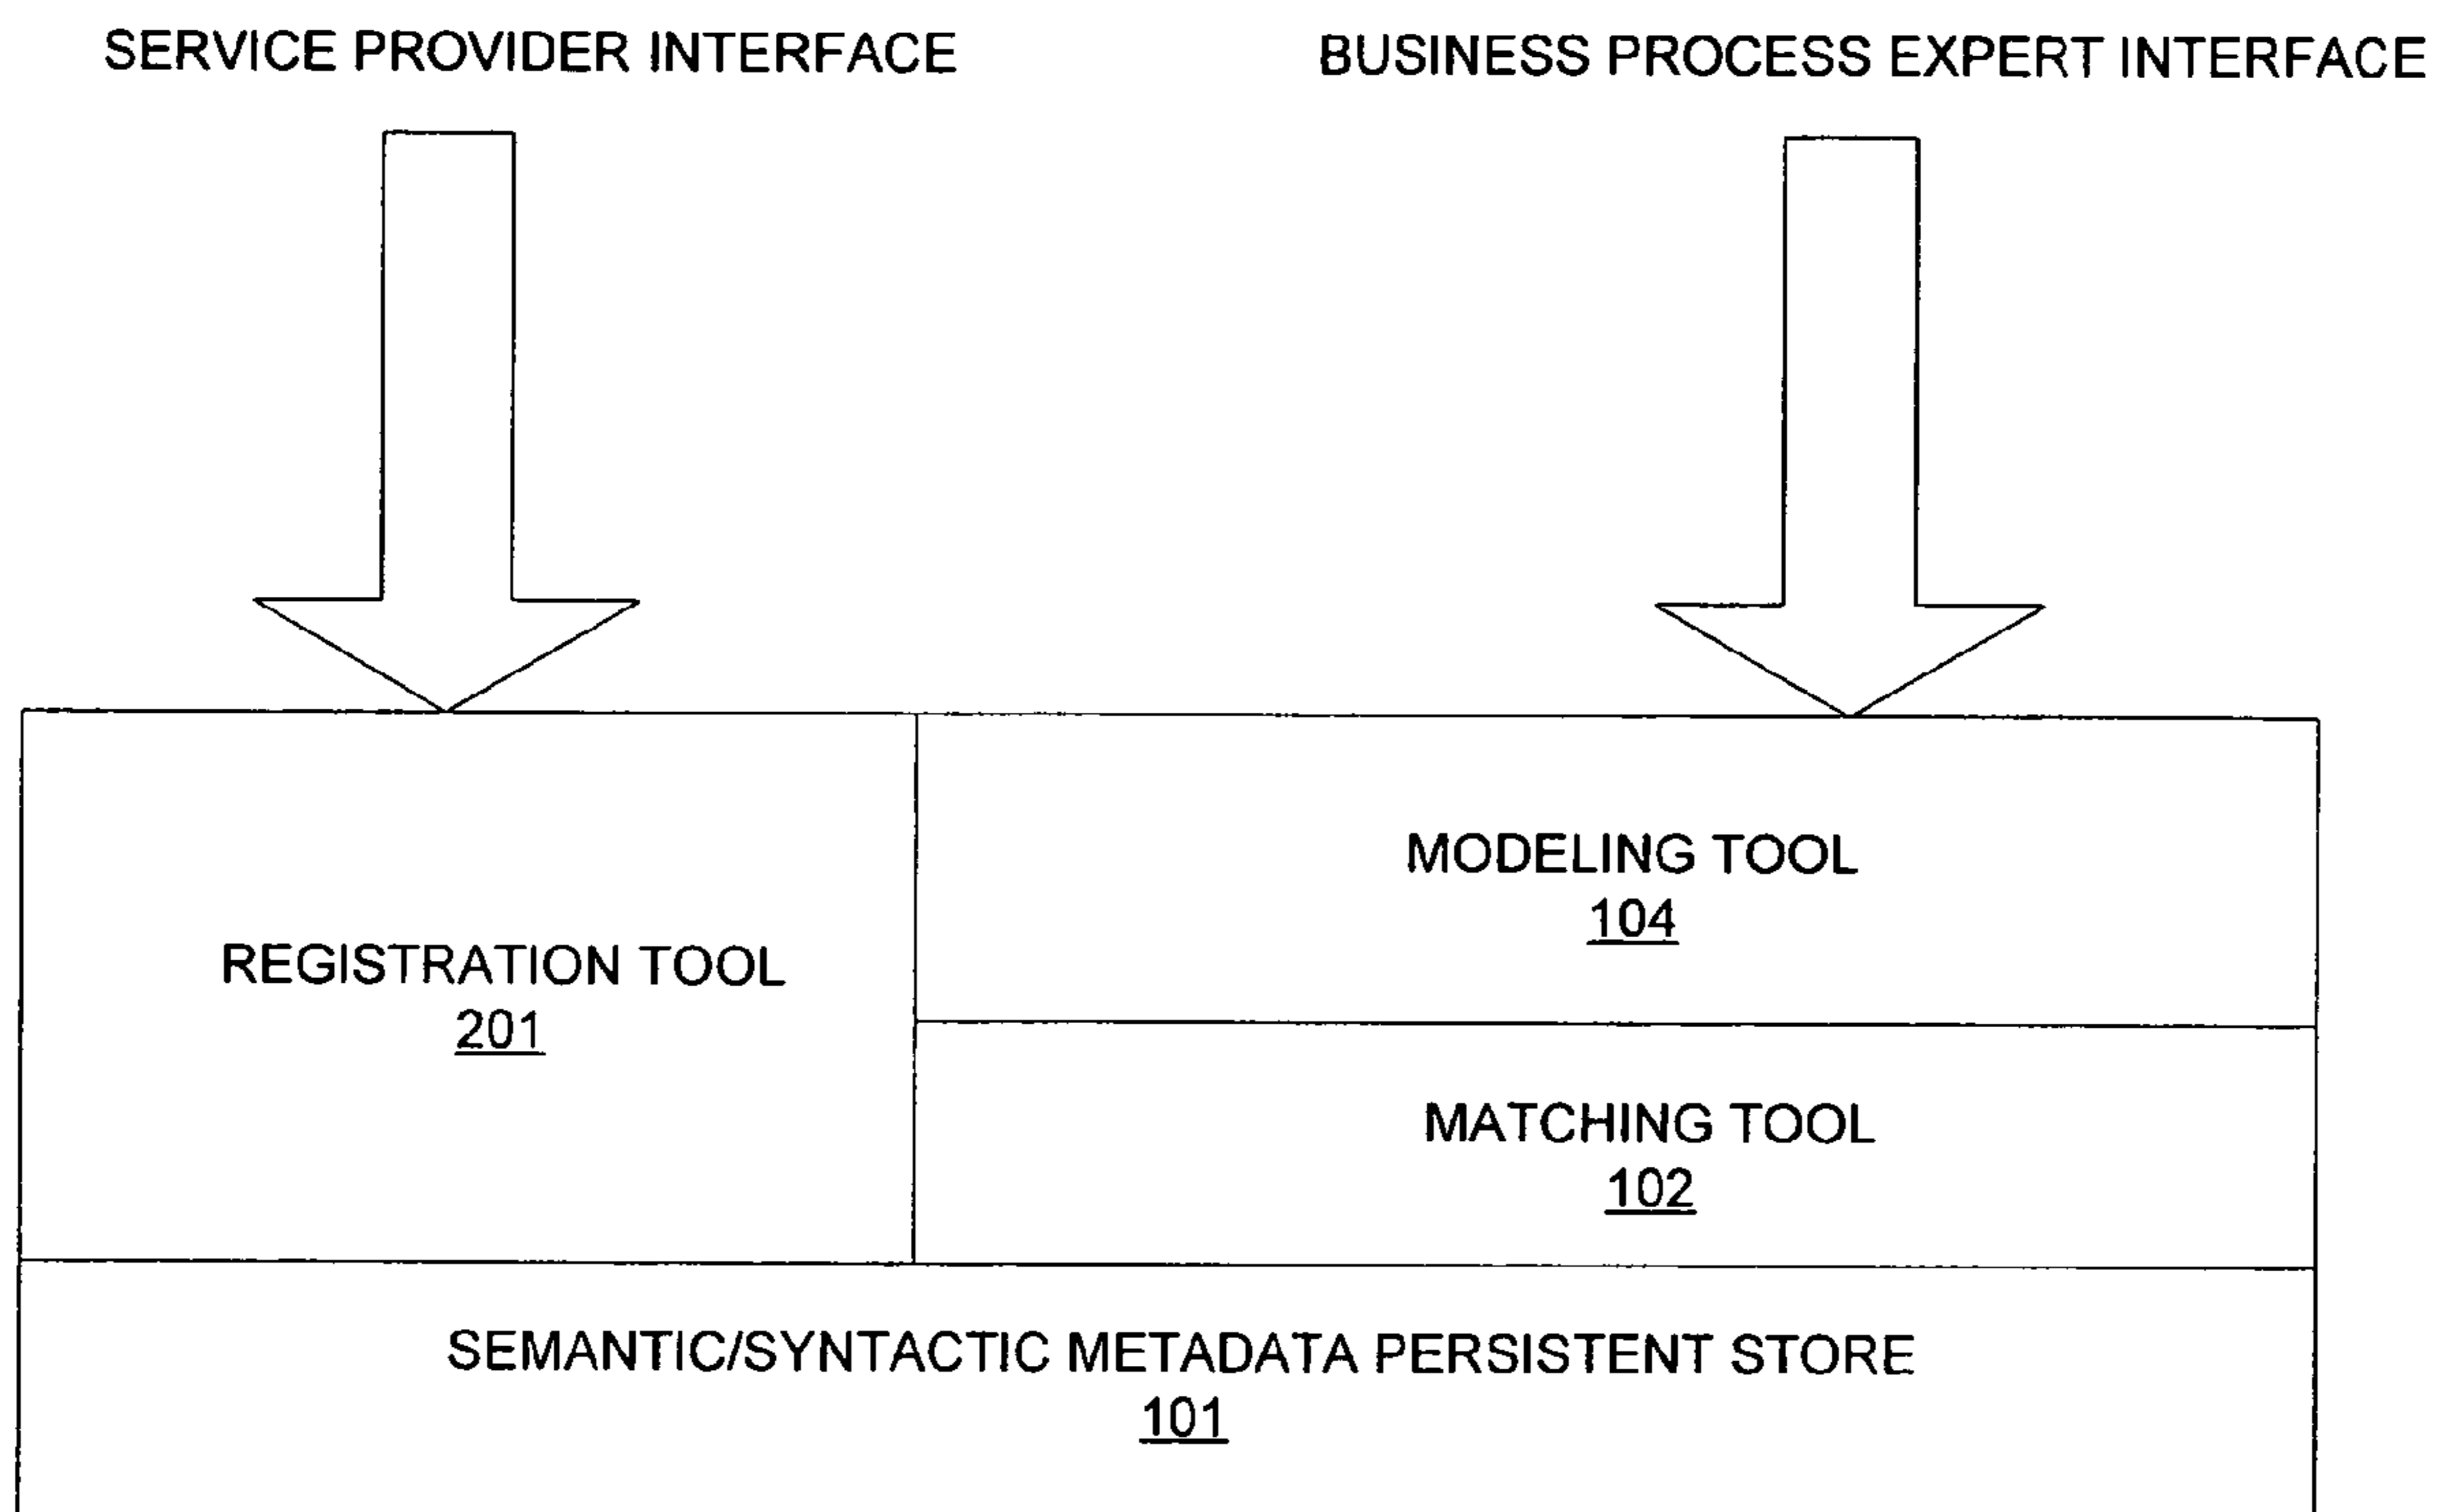 SERVICE PROVIDER INTERFACE
BUSINESS PROCESS EXPERT INTERFACE
MODELING TOOL
104
REGISTRATION TOOL
201
MATCHING TOOL
102
SEMANTIC/SYNTACTIC METADATA PERSISTENT STORE
101